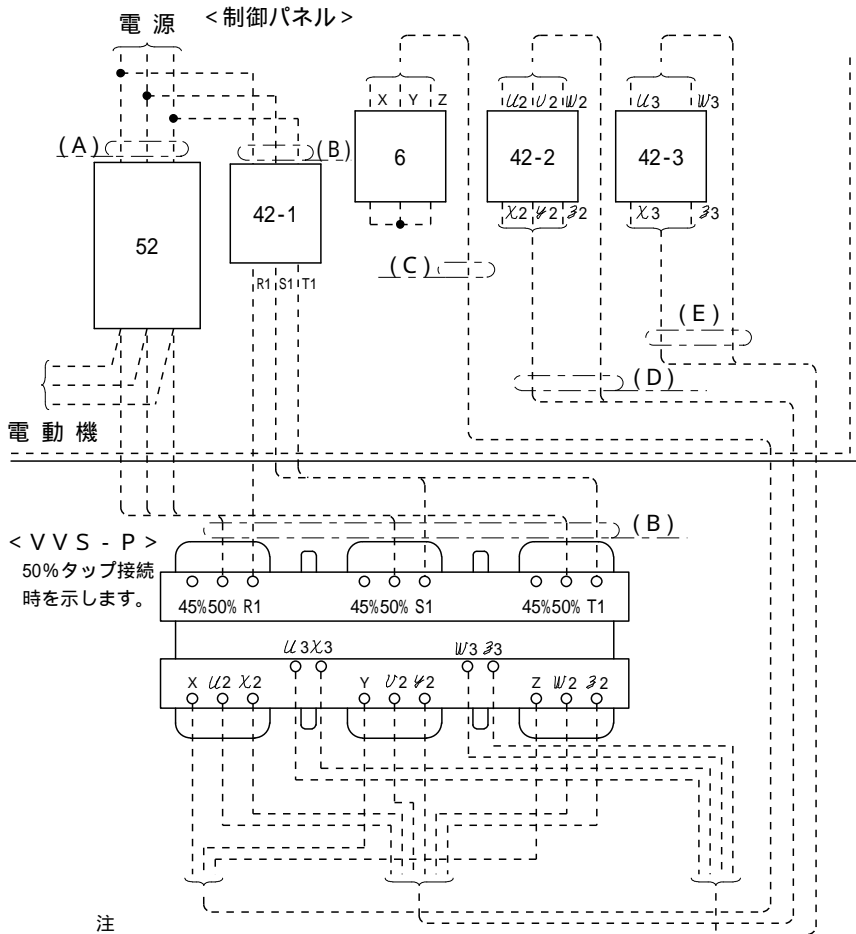 電源 <制御パネル>
X Y Z
𝒰2 𝒱2 𝒲2
𝒰3 𝒲3
(A)
(B)
6
42-2
42-3
52
42-1
𝒳2 𝒴2 𝒵2
𝒳3 𝒵3
R1 S1 T1
(C)
(E)
(D)
電動機
(B)
<VVS-P>
50%タップ接続
時を示します。
45%50% R1 45%50% S1 45%50% T1
𝒰3 𝒳3 𝒲3 𝒵3
X 𝒰2 𝒳2 Y 𝒱2 𝒴2 Z 𝒲2 𝒵2
注